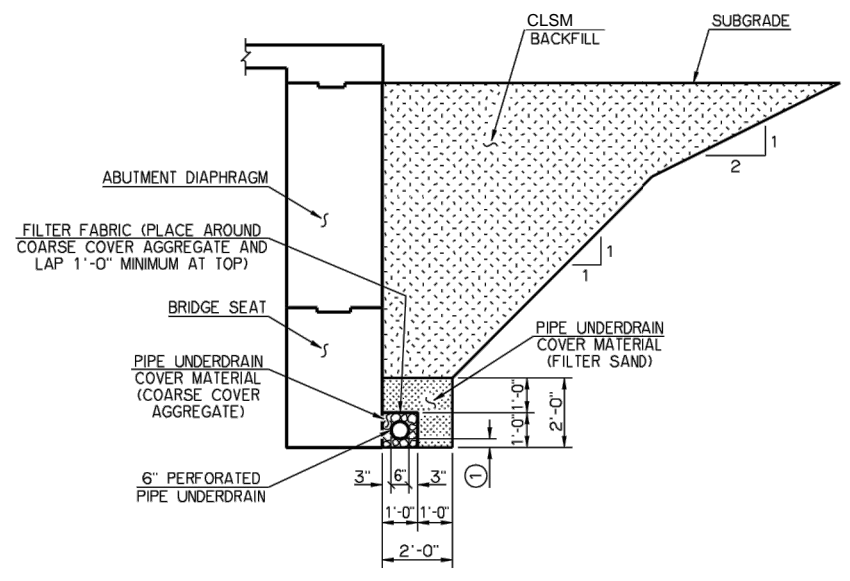 CLSM
BACKFILL
SUBGRADE
1
2
ABUTMENT DIAPHRAGM
FILTER FABRIC (PLACE AROUND
COARSE COVER AGGREGATE AND
LAP 1'-0" MINIMUM AT TOP)
1
1
BRIDGE SEAT
PIPE UNDERDRAIN
COVER MATERIAL
(FILTER SAND)
PIPE UNDERDRAIN
COVER MATERIAL
(COARSE COVER
AGGREGATE)
1'-0"
1'-0"
2'-0"
6" PERFORATED
PIPE UNDERDRAIN
3"
6"
3"
1
1'-0"
1'-0"
2'-0"